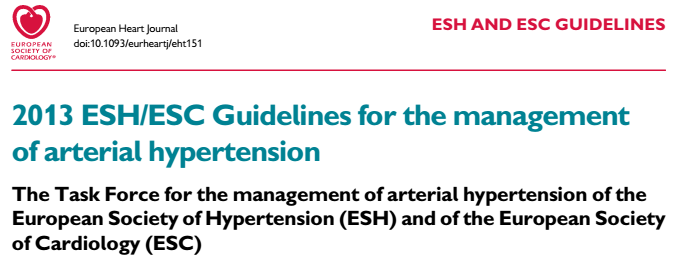 EUROPEAN
SOCIETY OF
CARDIOLOGY®
European Heart Journal
doi:10.1093/eurheartj/eht151
ESH AND ESC GUIDELINES
2013 ESH/ESC Guidelines for the management
of arterial hypertension
The Task Force for the management of arterial hypertension of the
European Society of Hypertension (ESH) and of the European Society
of Cardiology (ESC)